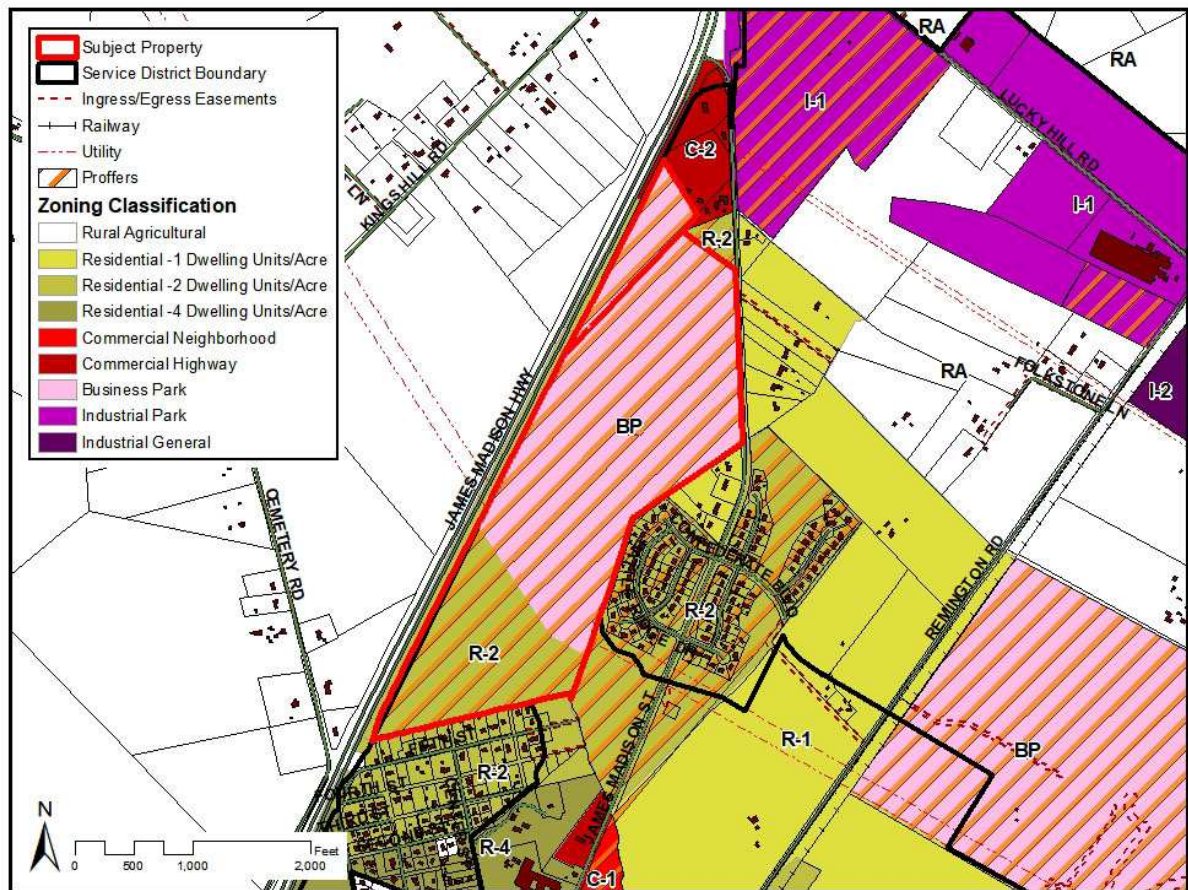 Subject Property
Service District Boundary
Ingress/Egress Easements
Railway
Utility
Proffers
Zoning Classification
Rural Agricultural
Residential -1 Dwelling Units/Acre
Residential -2 Dwelling Units/Acre
Residential -4 Dwelling Units/Acre
Commercial Neighborhood
Commercial Highway
Business Park
Industrial Park
Industrial General
RA
RA
I-1
LUCKY HILL RD
C-2
KINGS HILL RD
LN
I-1
R-2
RA
FOLKSTONE LN
I-2
JAMES MADISON HWY
BP
CEMETERY RD
CONFEDERATE BLVD
R-2
REMINGTON RD
R-2
JAMES MADISON ST
R-1
BP
R-2
R-4
C-1
N
0 500 1,000 2,000
Feet